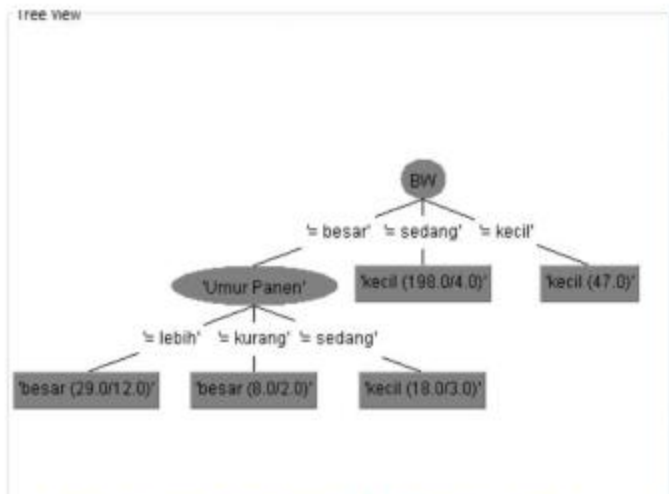 Tree View
BW
'= besar' '= sedang' '= kecil'
'Umur Panen' 'kecil (198.0/4.0)' 'kecil (47.0)'
'= lebih' '= kurang' '= sedang'
'besar (29.0/12.0)' 'besar (8.0/2.0)' 'kecil (18.0/3.0)'